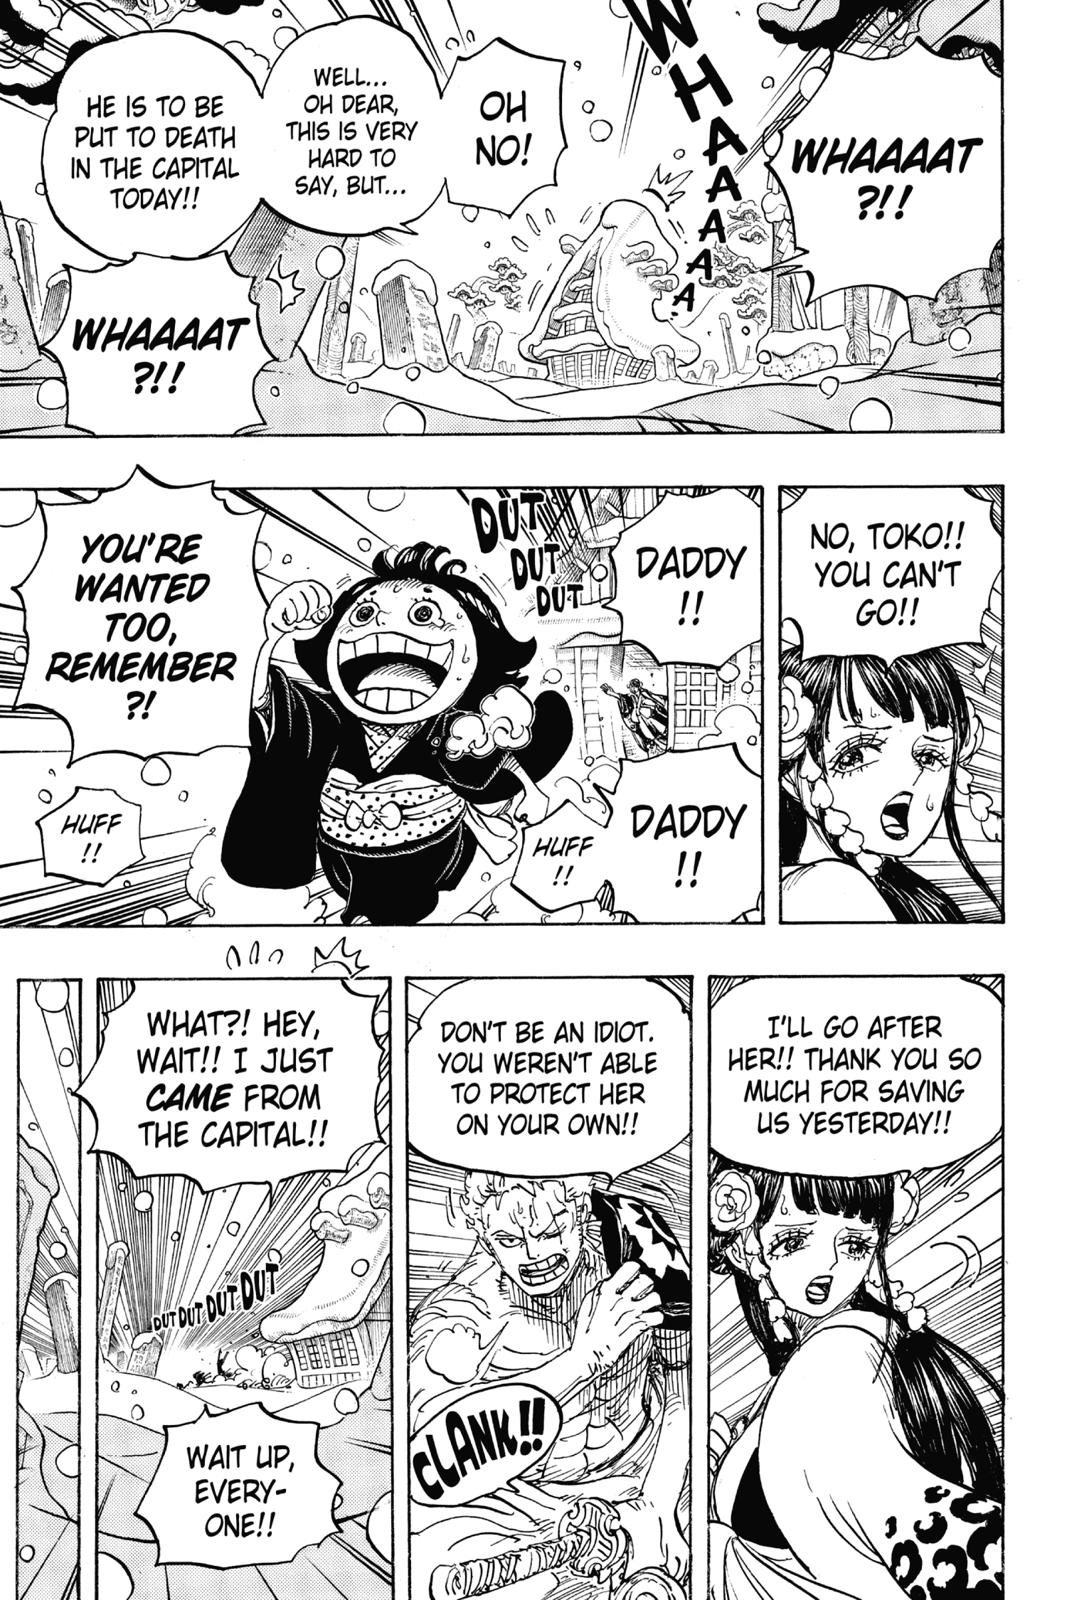 WHAAAAT
?!!
WHAAAAA
OH
NO!
WELL...
OH DEAR,
THIS IS VERY
HARD TO
SAY, BUT...
HE IS TO BE
PUT TO DEATH
IN THE CAPITAL
TODAY!!
WHAAAAT
?!!
NO, TOKO!!
YOU CAN'T
GO!!
DADDY
!!
DUT
DUT
DUT
DADDY
!!
HUFF
!!
YOU'RE
WANTED
TOO,
REMEMBER
?!
HUFF
!!
I'LL GO AFTER
HER!! THANK YOU SO
MUCH FOR SAVING
US YESTERDAY!!
DON'T BE AN IDIOT.
YOU WEREN'T ABLE
TO PROTECT HER
ON YOUR OWN!!
CLANK!!
WHAT?! HEY,
WAIT!! I JUST
CAME FROM
THE CAPITAL!!
DUT DUT DUT DUT
WAIT UP,
EVERY-
ONE!!